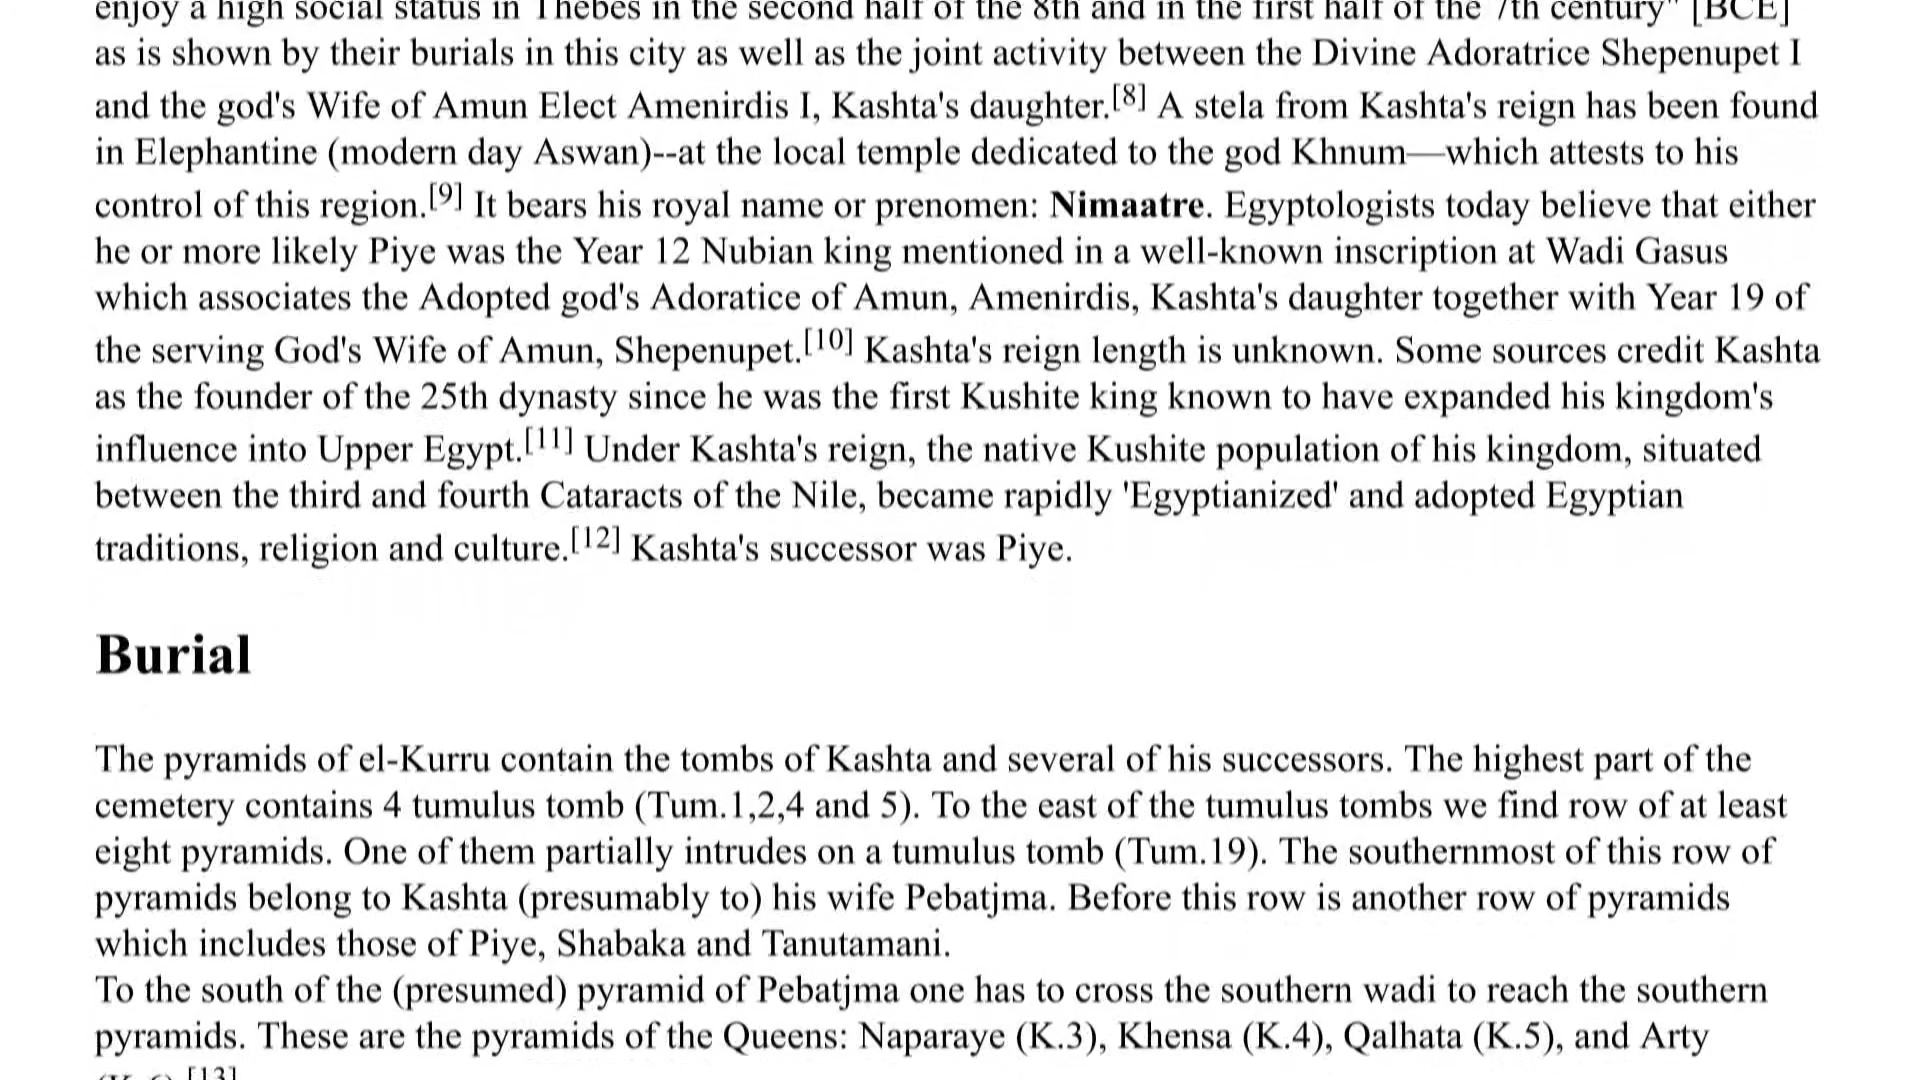 enjoy a high social status in Thebes in the second half of the 8th and in the first half of the 7th century" [BCE]
as is shown by their burials in this city as well as the joint activity between the Divine Adoratrice Shepenupet I
and the god's Wife of Amun Elect Amenirdis I, Kashta's daughter.[8] A stela from Kashta's reign has been found
in Elephantine (modern day Aswan)--at the local temple dedicated to the god Khnum—which attests to his
control of this region.[9] It bears his royal name or prenomen: Nimaatre. Egyptologists today believe that either
he or more likely Piye was the Year 12 Nubian king mentioned in a well-known inscription at Wadi Gasus
which associates the Adopted god's Adoratice of Amun, Amenirdis, Kashta's daughter together with Year 19 of
the serving God's Wife of Amun, Shepenupet.[10] Kashta's reign length is unknown. Some sources credit Kashta
as the founder of the 25th dynasty since he was the first Kushite king known to have expanded his kingdom's
influence into Upper Egypt.[11] Under Kashta's reign, the native Kushite population of his kingdom, situated
between the third and fourth Cataracts of the Nile, became rapidly 'Egyptianized' and adopted Egyptian
traditions, religion and culture.[12] Kashta's successor was Piye.
Burial
The pyramids of el-Kurru contain the tombs of Kashta and several of his successors. The highest part of the
cemetery contains 4 tumulus tomb (Tum.1,2,4 and 5). To the east of the tumulus tombs we find row of at least
eight pyramids. One of them partially intrudes on a tumulus tomb (Tum.19). The southernmost of this row of
pyramids belong to Kashta (presumably to) his wife Pebatjma. Before this row is another row of pyramids
which includes those of Piye, Shabaka and Tanutamani.
To the south of the (presumed) pyramid of Pebatjma one has to cross the southern wadi to reach the southern
pyramids. These are the pyramids of the Queens: Naparaye (K.3), Khensa (K.4), Qalhata (K.5), and Arty
[13]